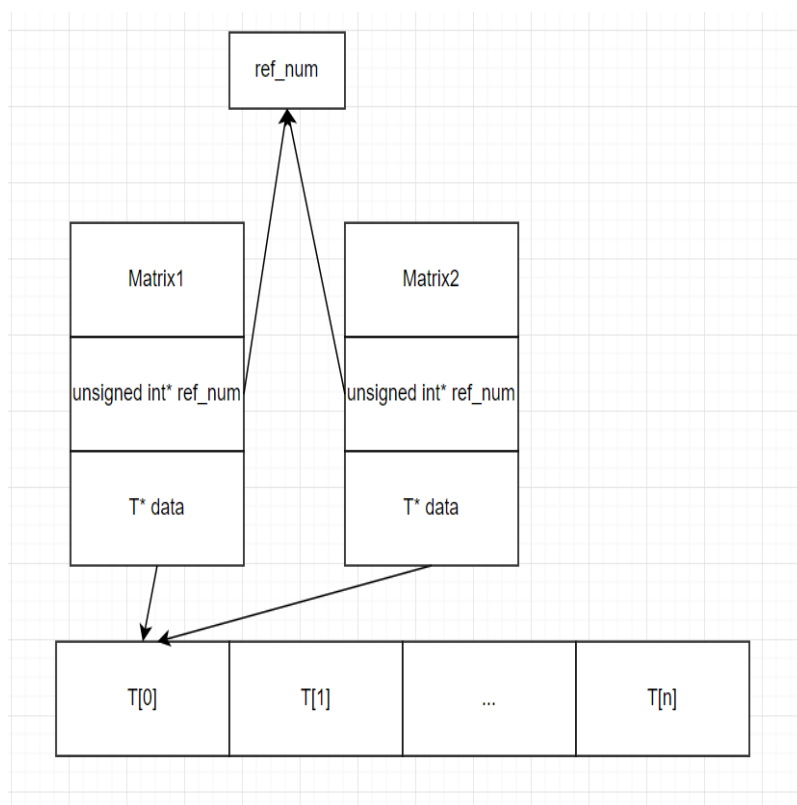 ref_num
Matrix1
Matrix2
unsigned int* ref_num
unsigned int* ref_num
T* data
T* data
T[0]
T[1]
...
T[n]